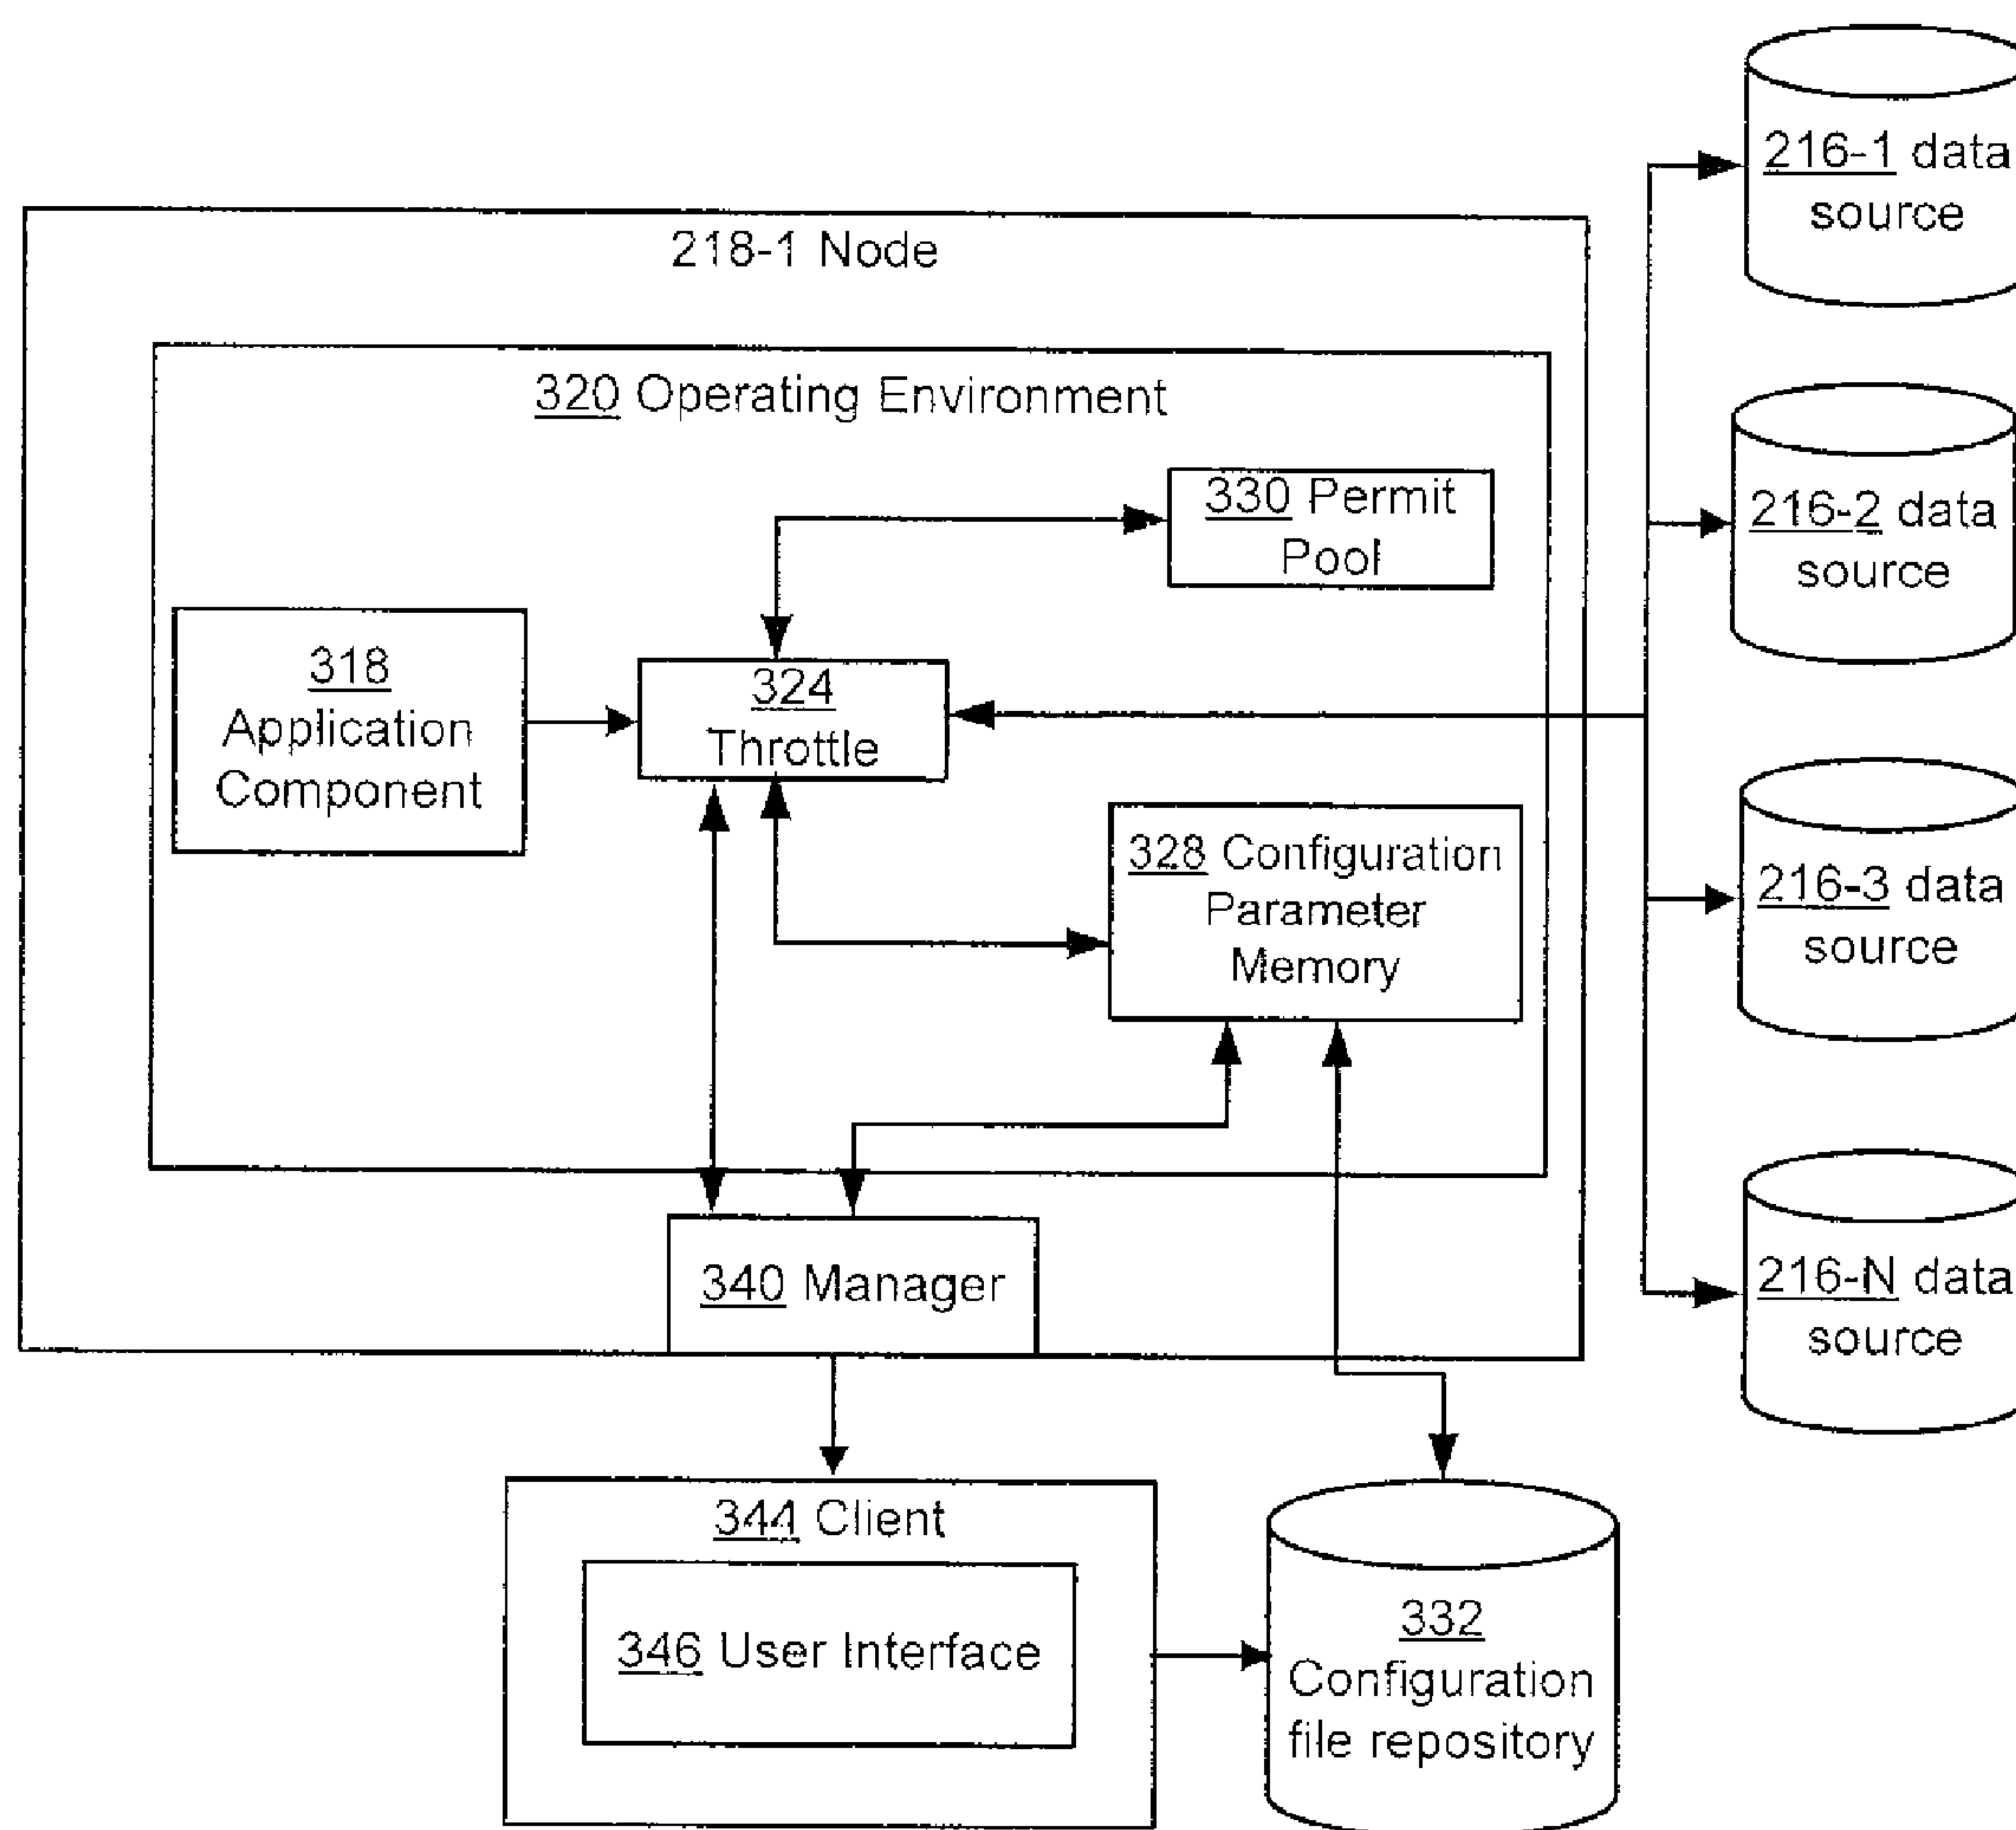 218-1 Node
320 Operating Environment
330 Permit
Pool
318
Application
Component
324
Throttle
328 Configuration
Parameter
Memory
340 Manager
344 Client
346 User Interface
332
Configuration
file repository
216-1 data
source
216-2 data
source
216-3 data
source
216-N data
source